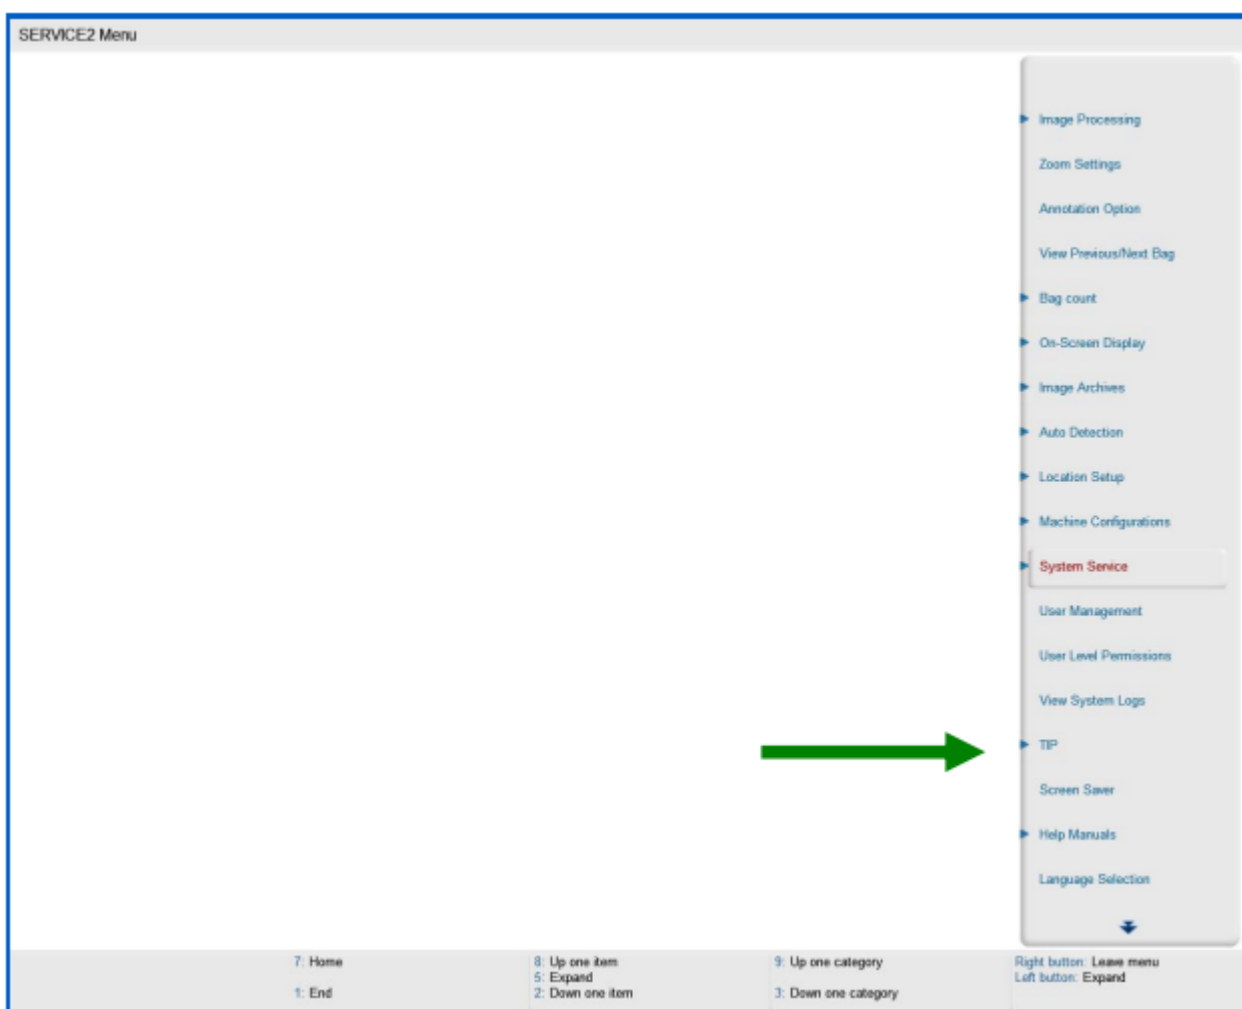 SERVICE2 Menu
Image Processing
Zoom Settings
Annotation Option
View Previous/Next Bag
Bag count
On-Screen Display
Image Archives
Auto Detection
Location Setup
Machine Configurations
System Service
User Management
User Level Permissions
View System Logs
TIP
Screen Saver
Help Manuals
Language Selection
7: Home
1: End
8: Up one item
5: Expand
2: Down one item
9: Up one category
3: Down one category
Right button: Leave menu
Left button: Expand